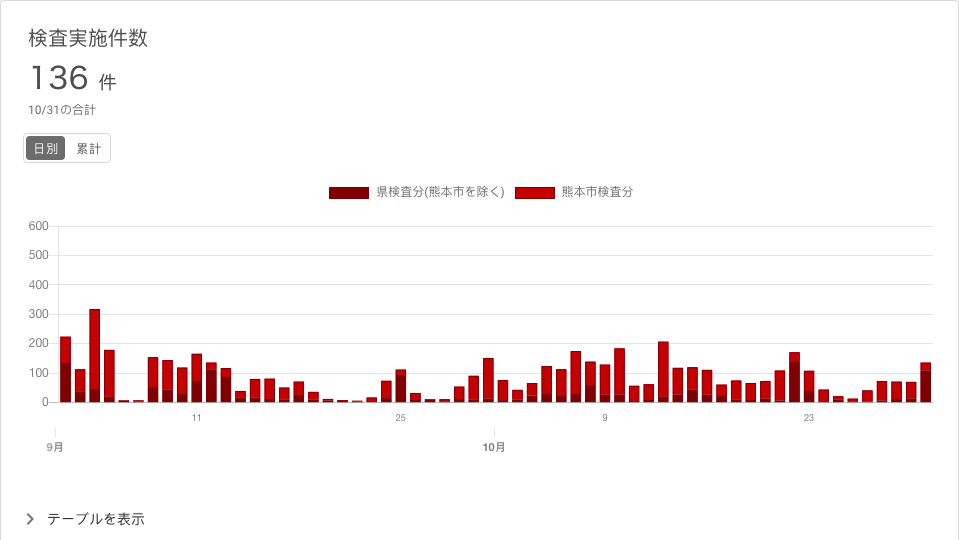 検査実施件数
136 件
10/31の合計
日別 累計
県検査分(熊本市を除く) 熊本市検査分
600
500
400
300
200
100
0
11 25 9 23
9月 10月
テーブルを表示